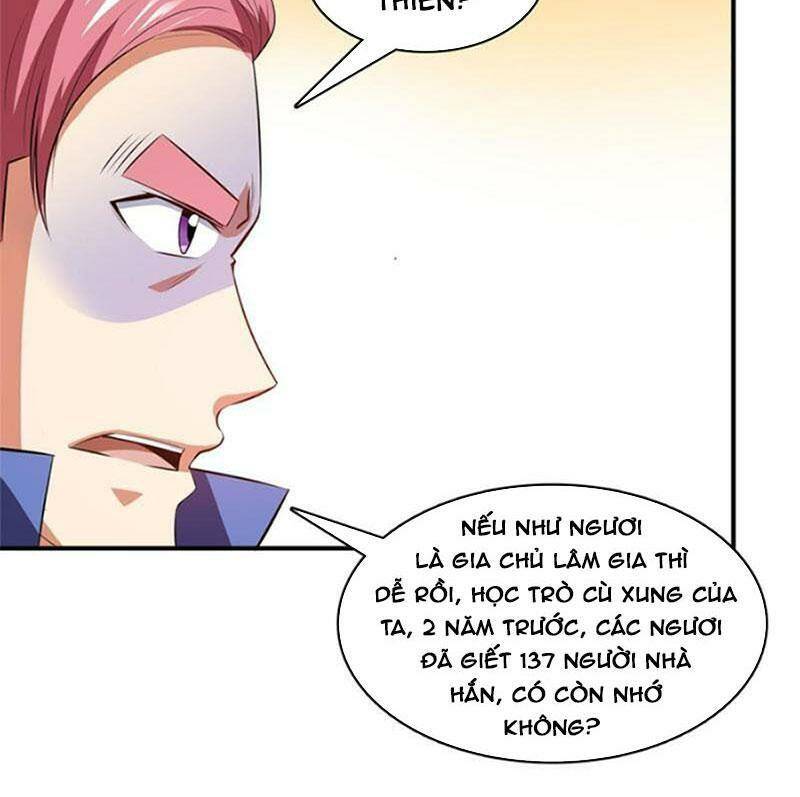 THIÊN?
NẾU NHƯ NGƯƠI
LÀ GIA CHỦ LÂM GIA THÌ
DỄ RỒI, HỌC TRÒ CÙ XUNG CỦA
TA, 2 NĂM TRƯỚC, CÁC NGƯƠI
ĐÃ GIẾT 137 NGƯỜI NHÀ
HẮN, CÓ CÒN NHỚ
KHÔNG?